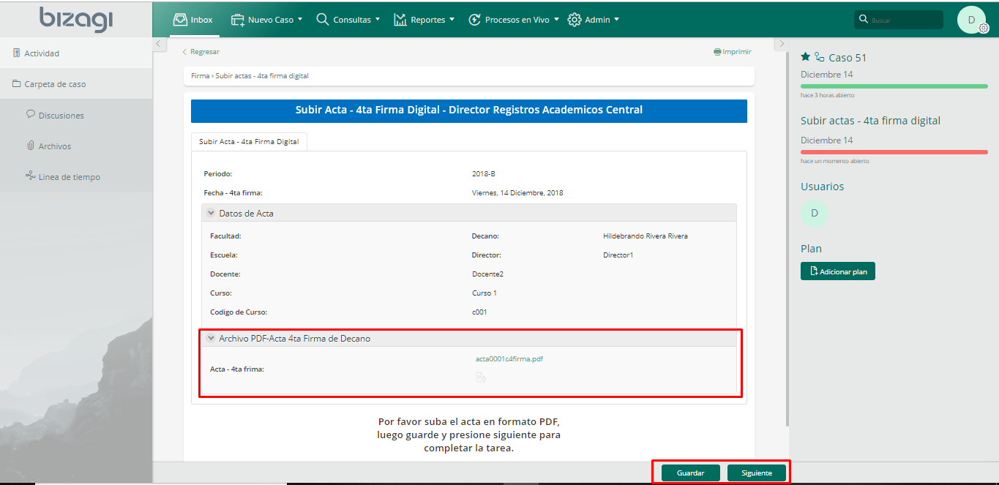 bizagi
Inbox
Nuevo Caso
Consultas
Reportes
Procesos en Vivo
Admin
Buscar
D
Actividad
Carpeta de caso
Discusiones
Archivos
Linea de tiempo
Regresar
Imprimir
Firma › Subir actas - 4ta firma digital
Subir Acta - 4ta Firma Digital - Director Registros Academicos Central
Subir Acta - 4ta Firma Digital
Periodo: 2018-B
Fecha - 4ta firma: Viernes, 14 Diciembre, 2018
Datos de Acta
Facultad: Decano: Hildebrando Rivera Rivera
Escuela: Director: Director1
Docente: Docente2
Curso: Curso 1
Codigo de Curso: c001
Archivo PDF-Acta 4ta Firma de Decano
acta0001c4firma.pdf
Acta - 4ta frima:
Por favor suba el acta en formato PDF,
luego guarde y presione siguiente para
completar la tarea.
Guardar Siguiente
Caso 51
Diciembre 14
hace 3 horas abierto
Subir actas - 4ta firma digital
Diciembre 14
hace un momento abierto
Usuarios
D
Plan
Adicionar plan